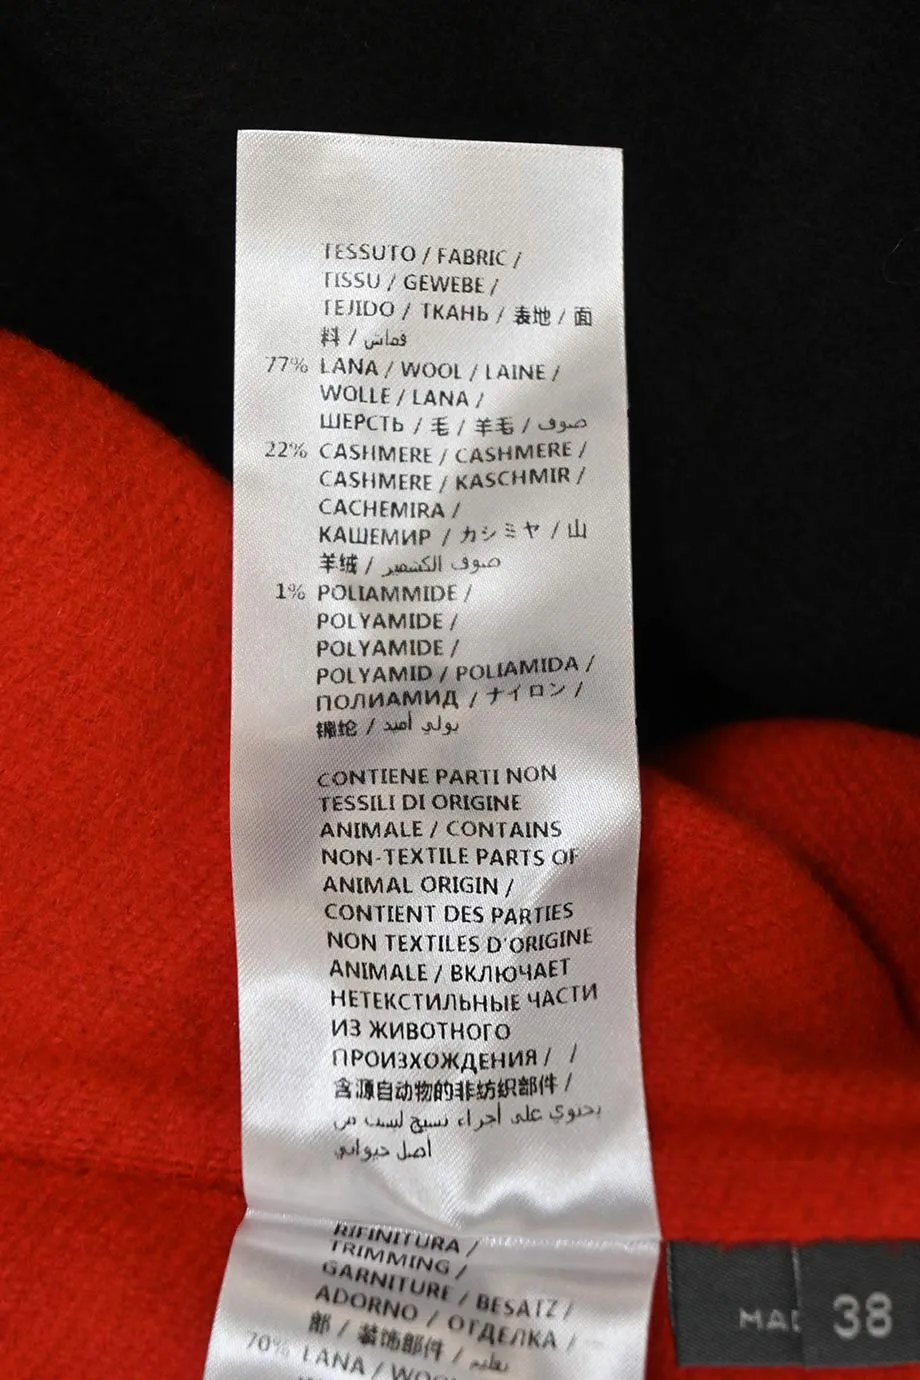 TESSUTO / FABRIC /
TISSU / GEWEBE /
TEJIDO / ТКАНЬ / 表地 / 面
料 / قماش
77% LANA / WOOL / LAINE /
WOLLE / LANA /
ШЕРСТЬ / 毛 / 羊毛 / صوف
22% CASHMERE / CASHMERE /
CASHMERE / KASCHMIR /
CACHEMIRA /
КАШЕМИР / カシミヤ / 山
羊绒 / صوف الكشمير
1% POLIAMMIDE /
POLYAMIDE /
POLYAMIDE /
POLYAMID / POLIAMIDA /
ПОЛИАМИД / ナイロン /
锦纶 / بولي أميد
CONTIENE PARTI NON
TESSILI DI ORIGINE
ANIMALE / CONTAINS
NON-TEXTILE PARTS OF
ANIMAL ORIGIN /
CONTIENT DES PARTIES
NON TEXTILES D'ORIGINE
ANIMALE / ВКЛЮЧАЕТ
НЕТЕКСТИЛЬНЫЕ ЧАСТИ
ИЗ ЖИВОТНОГО
ПРОИЗХОЖДЕНИЯ / /
含源自动物的非纺织部件 /
يحتوي على أجزاء نسيج ليست من
أصل حيواني
RIFINITURA /
TRIMMING /
GARNITURE / BESATZ /
ADORNO / ОТДЕЛКА /
部 / 装饰部件 / تقليم
70% LANA / WOO
MAD
38